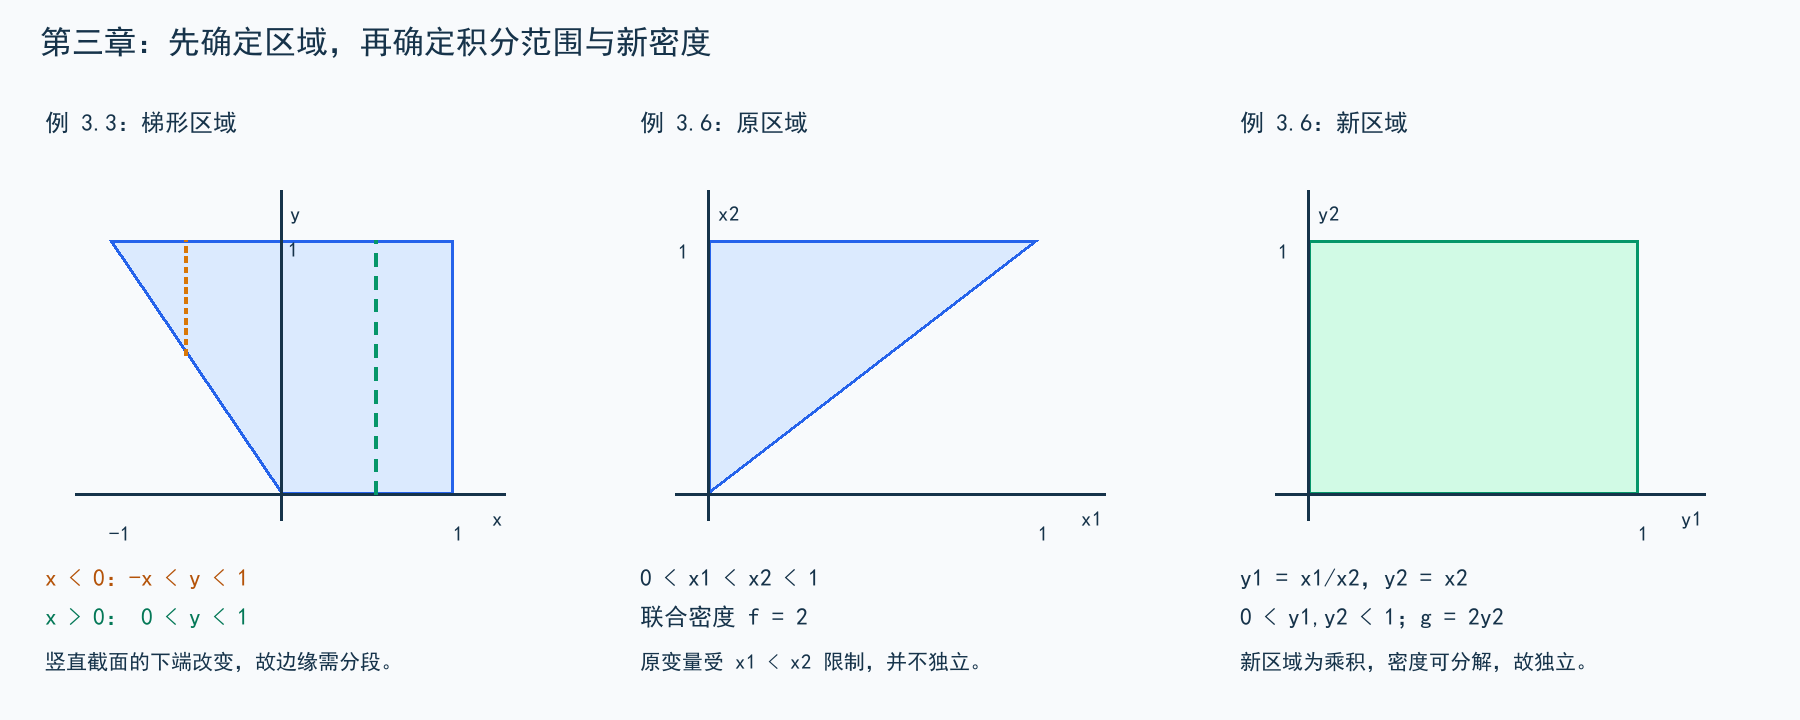 第三章：先确定区域，再确定积分范围与新密度
例 3.3：梯形区域
y
1
-1
1
x
x < 0：-x < y < 1
x > 0： 0 < y < 1
竖直截面的下端改变，故边缘需分段。
例 3.6：原区域
x2
1
1
x1
0 < x1 < x2 < 1
联合密度 f = 2
原变量受 x1 < x2 限制，并不独立。
例 3.6：新区域
y2
1
1
y1
y1 = x1/x2, y2 = x2
0 < y1,y2 < 1；g = 2y2
新区域为乘积，密度可分解，故独立。